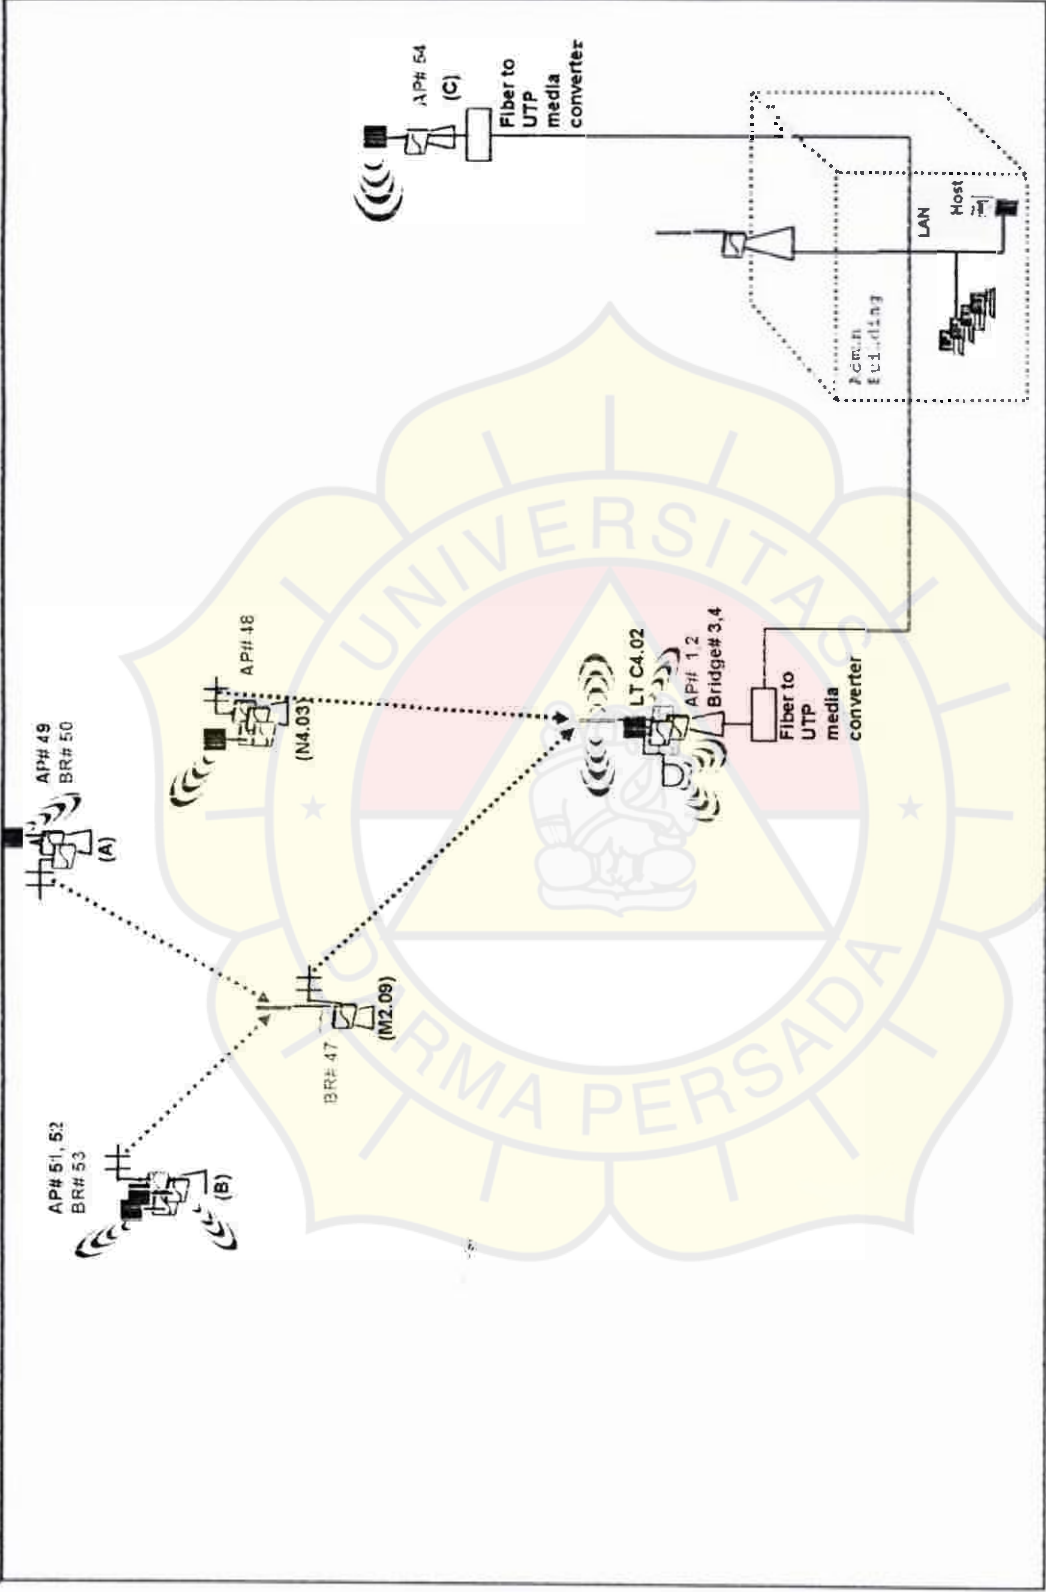 AP# 54
(C)
Fiber to
UTP
media
converter
LAN
Host
Admin
Building
AP# 48
(N4.03)
LT C4.02
AP# 1,2
Bridge# 3,4
Fiber to
UTP
media
converter
AP# 49
BR# 50
(A)
BR# 47
(M2.09)
AP# 51, 52
BR# 53
(B)
UNIVERSITAS
DARMA PERSADA